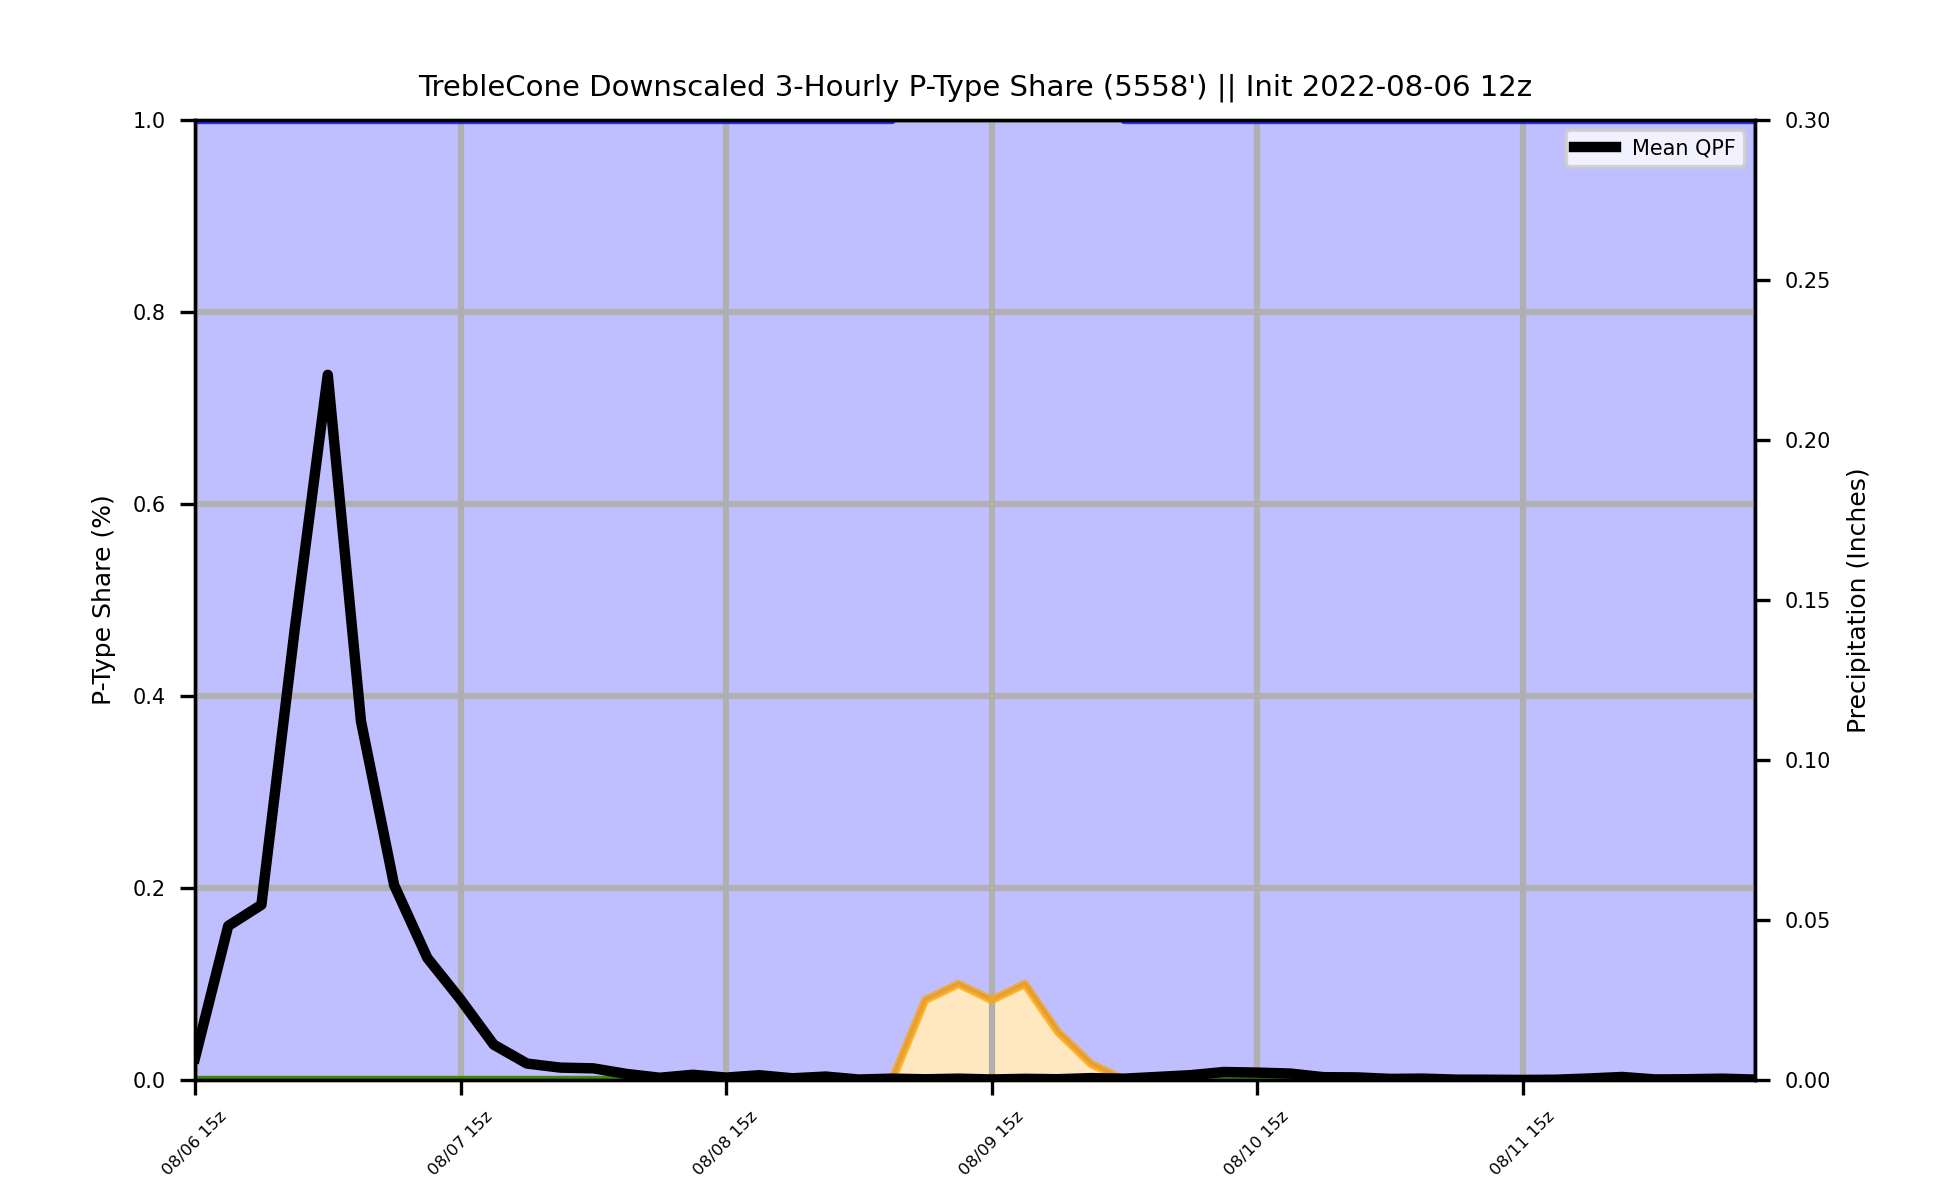 TrebleCone Downscaled 3-Hourly P-Type Share (5558') || Init 2022-08-06 12z
Mean QPF
P-Type Share (%)
1.0
0.8
0.6
0.4
0.2
0.0
0.30
0.25
0.20
0.15
0.10
0.05
0.00
Precipitation (Inches)
08/06 15z
08/07 15z
08/08 15z
08/09 15z
08/10 15z
08/11 15z